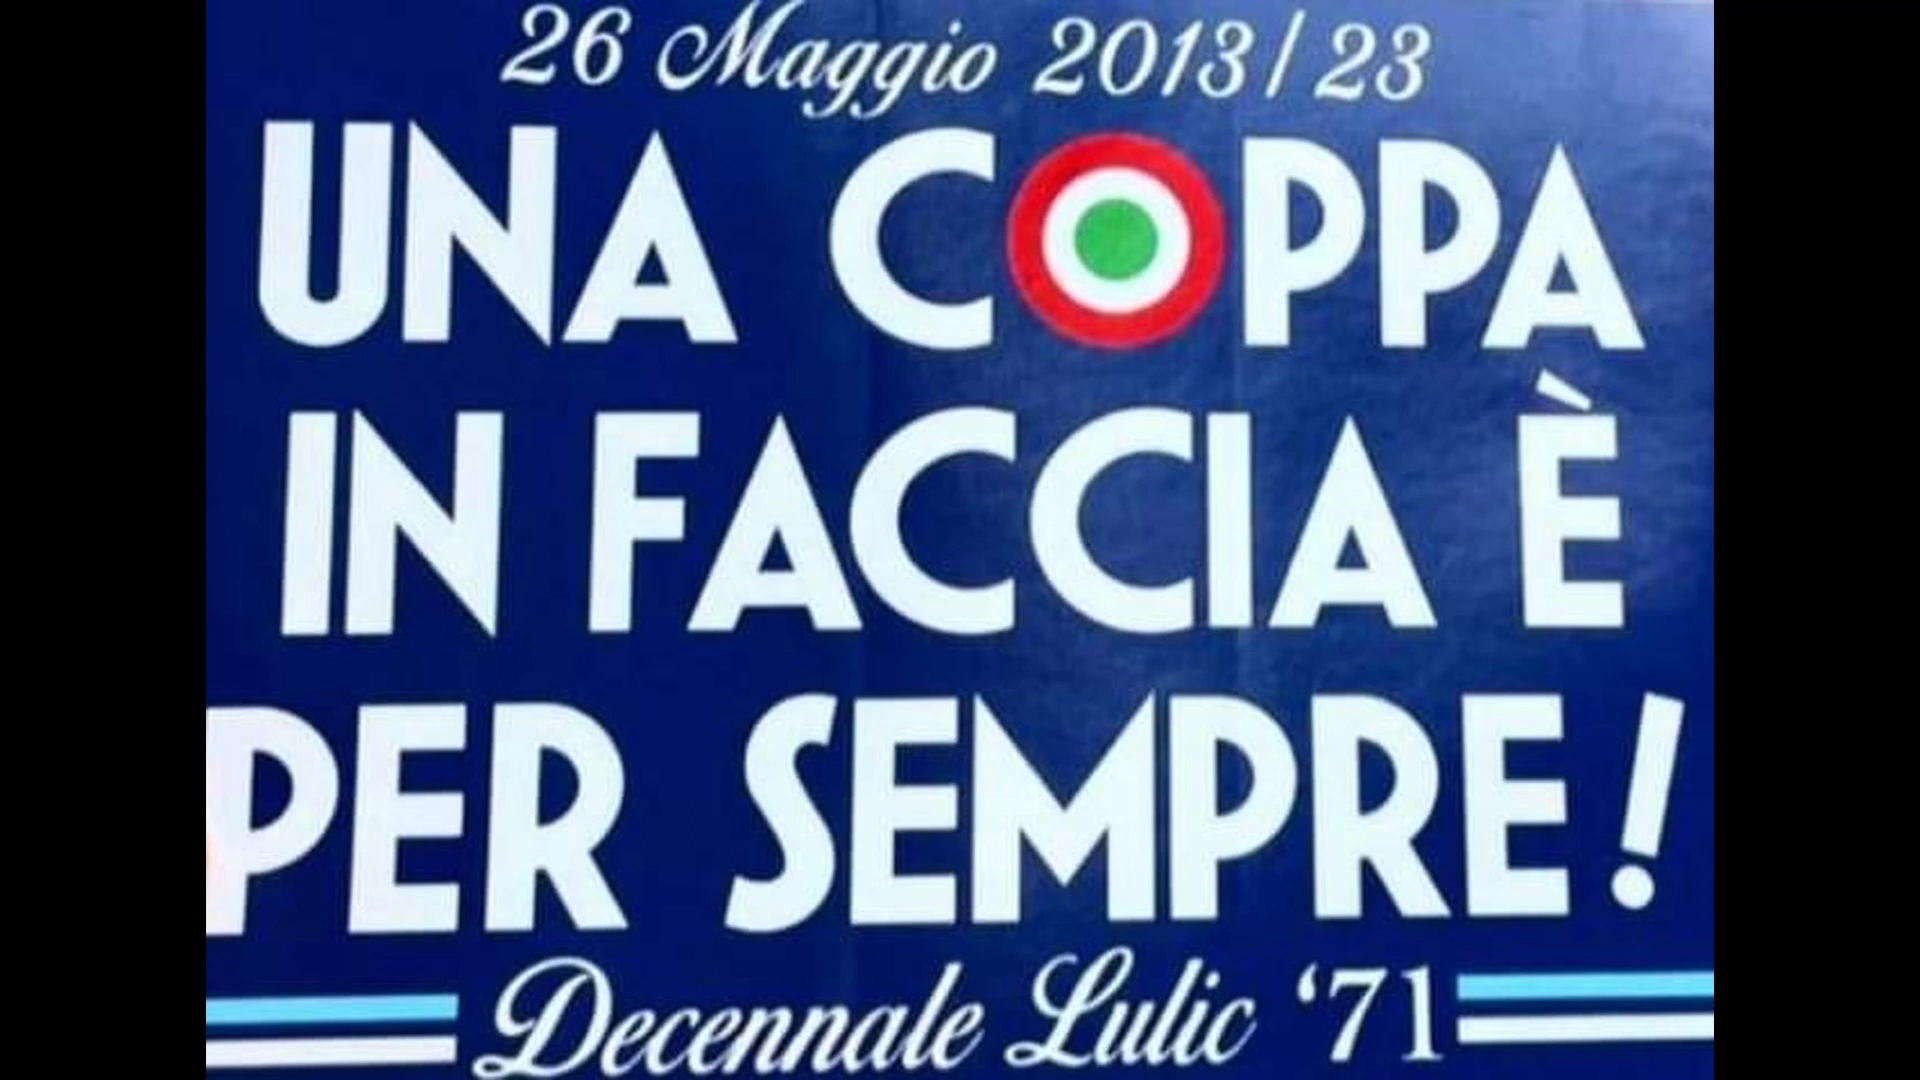 26 Maggio 2013/23
UNA COPPA
IN FACCIA È
PER SEMPRE!
Decennale Lulic '71